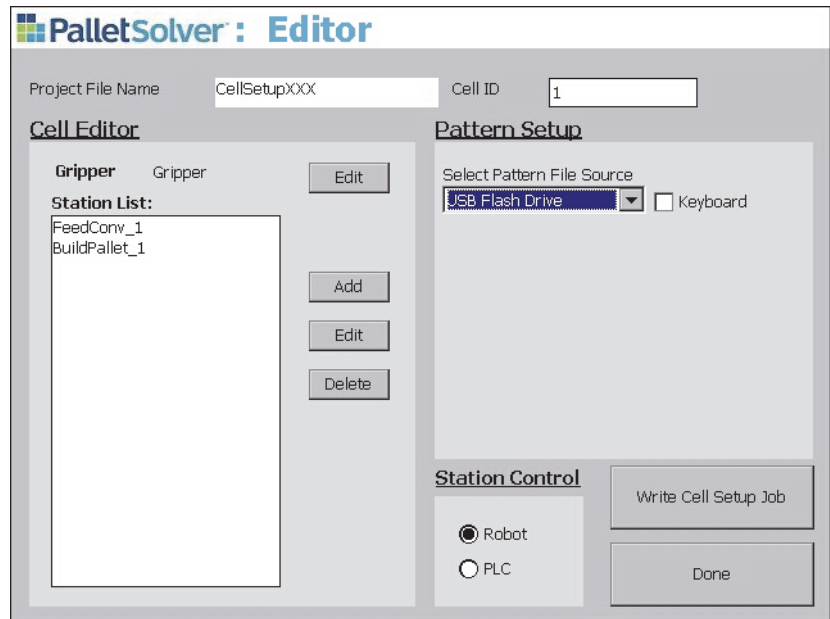 PalletSolver : Editor
Project File Name CellSetupXXX Cell ID 1
Cell Editor
Gripper Gripper Edit
Station List:
FeedConv_1
BuildPallet_1
Add
Edit
Delete
Pattern Setup
Select Pattern File Source
USB Flash Drive Keyboard
Station Control
Robot
PLC
Write Cell Setup Job
Done